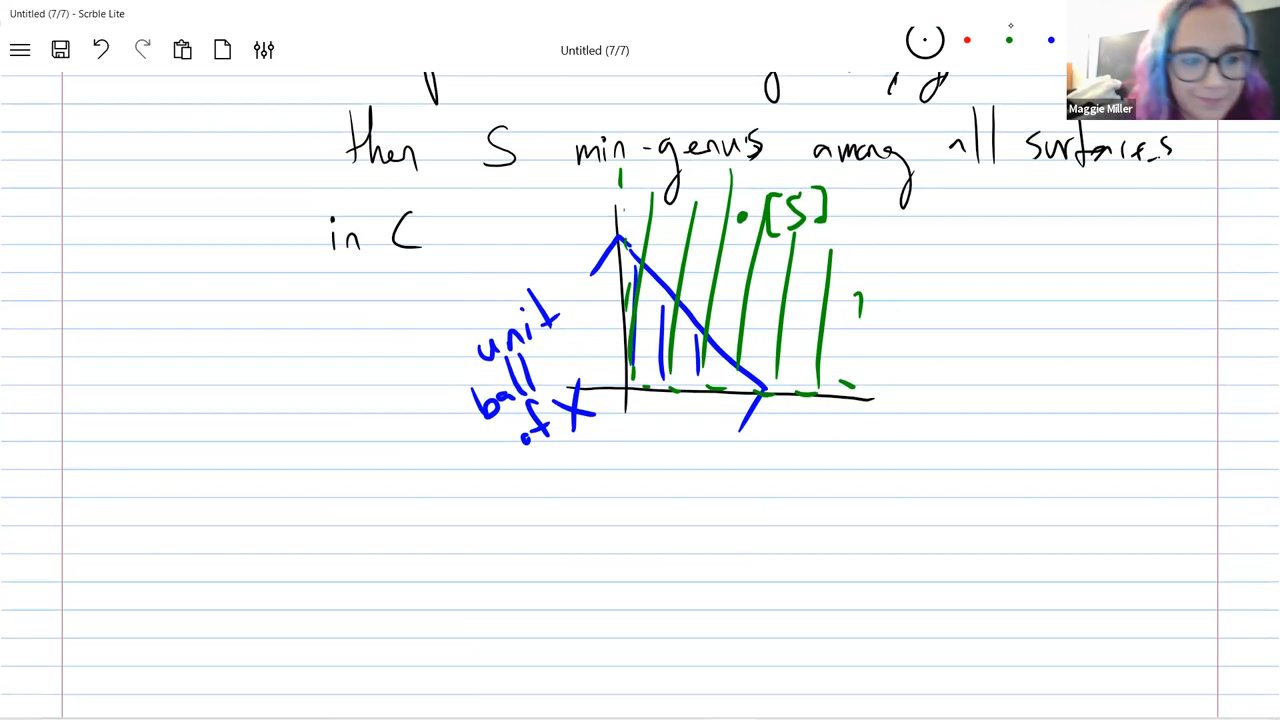 Untitled (7/7) - Scrble Lite
Untitled (7/7)
Maggie Miller
then S min-genus among all surfaces
in C
[S]
unit
ball
of X